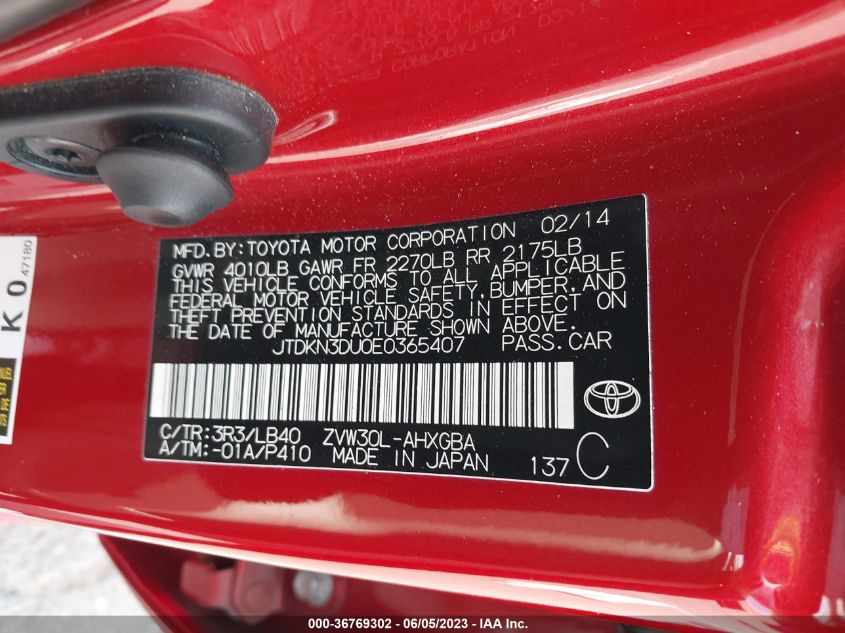 MFD. BY: TOYOTA MOTOR CORPORATION 02/14
GVWR 4010LB GAWR FR 2270LB RR 2175LB
THIS VEHICLE CONFORMS TO ALL APPLICABLE
FEDERAL MOTOR VEHICLE SAFETY, BUMPER, AND
THEFT PREVENTION STANDARDS IN EFFECT ON
THE DATE OF MANUFACTURE SHOWN ABOVE.
JTDKN3DU0E0365407 PASS. CAR
C/TR: 3R3/LB40 ZVW30L-AHXGBA
A/TM: -01A/P410 MADE IN JAPAN 137 C
K 0 47180
000-36769302 - 06/05/2023 - IAA Inc.